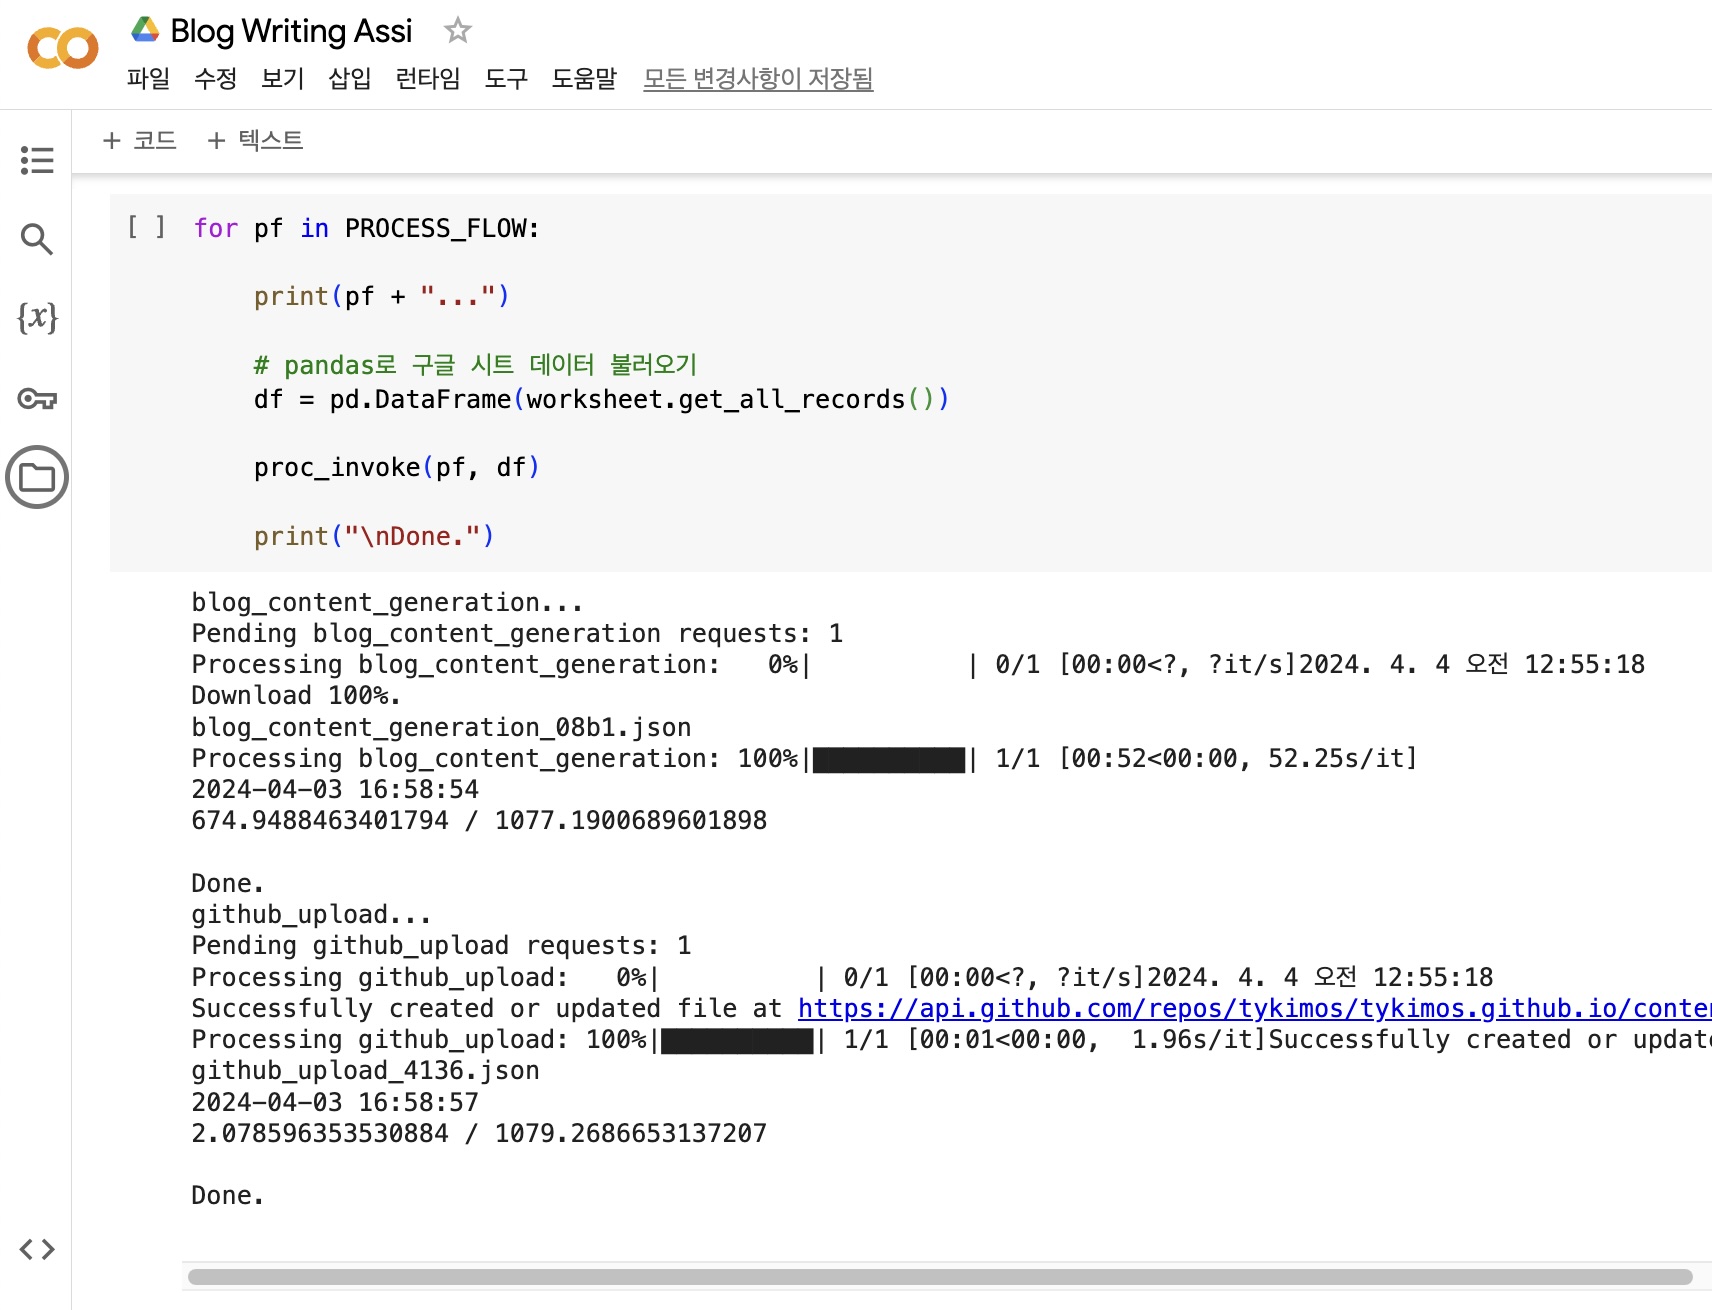 Blog Writing Assi
파일 수정 보기 삽입 런타임 도구 도움말 모든 변경사항이 저장됨
+ 코드 + 텍스트
[ ] for pf in PROCESS_FLOW:
print(pf + "...")
# pandas로 구글 시트 데이터 불러오기
df = pd.DataFrame(worksheet.get_all_records())
proc_invoke(pf, df)
print("\nDone.")
{x}
blog_content_generation...
Pending blog_content_generation requests: 1
Processing blog_content_generation:   0%|          | 0/1 [00:00<?, ?it/s]2024. 4. 4 오전 12:55:18
Download 100%.
blog_content_generation_08b1.json
Processing blog_content_generation: 100%|██████████| 1/1 [00:52<00:00, 52.25s/it]
2024-04-03 16:58:54
674.9488463401794 / 1077.1900689601898
Done.
github_upload...
Pending github_upload requests: 1
Processing github_upload:   0%|          | 0/1 [00:00<?, ?it/s]2024. 4. 4 오전 12:55:18
Successfully created or updated file at https://api.github.com/repos/tykimos/tykimos.github.io/conte
Processing github_upload: 100%|██████████| 1/1 [00:01<00:00,  1.96s/it]Successfully created or updat
github_upload_4136.json
2024-04-03 16:58:57
2.078596353530884 / 1079.2686653137207
Done.